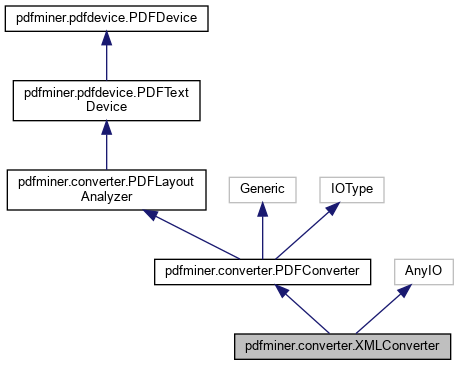 pdfminer.pdfdevice.PDFDevice
pdfminer.pdfdevice.PDFText
Device
pdfminer.converter.PDFLayout
Analyzer
Generic
IOType
pdfminer.converter.PDFConverter
AnyIO
pdfminer.converter.XMLConverter